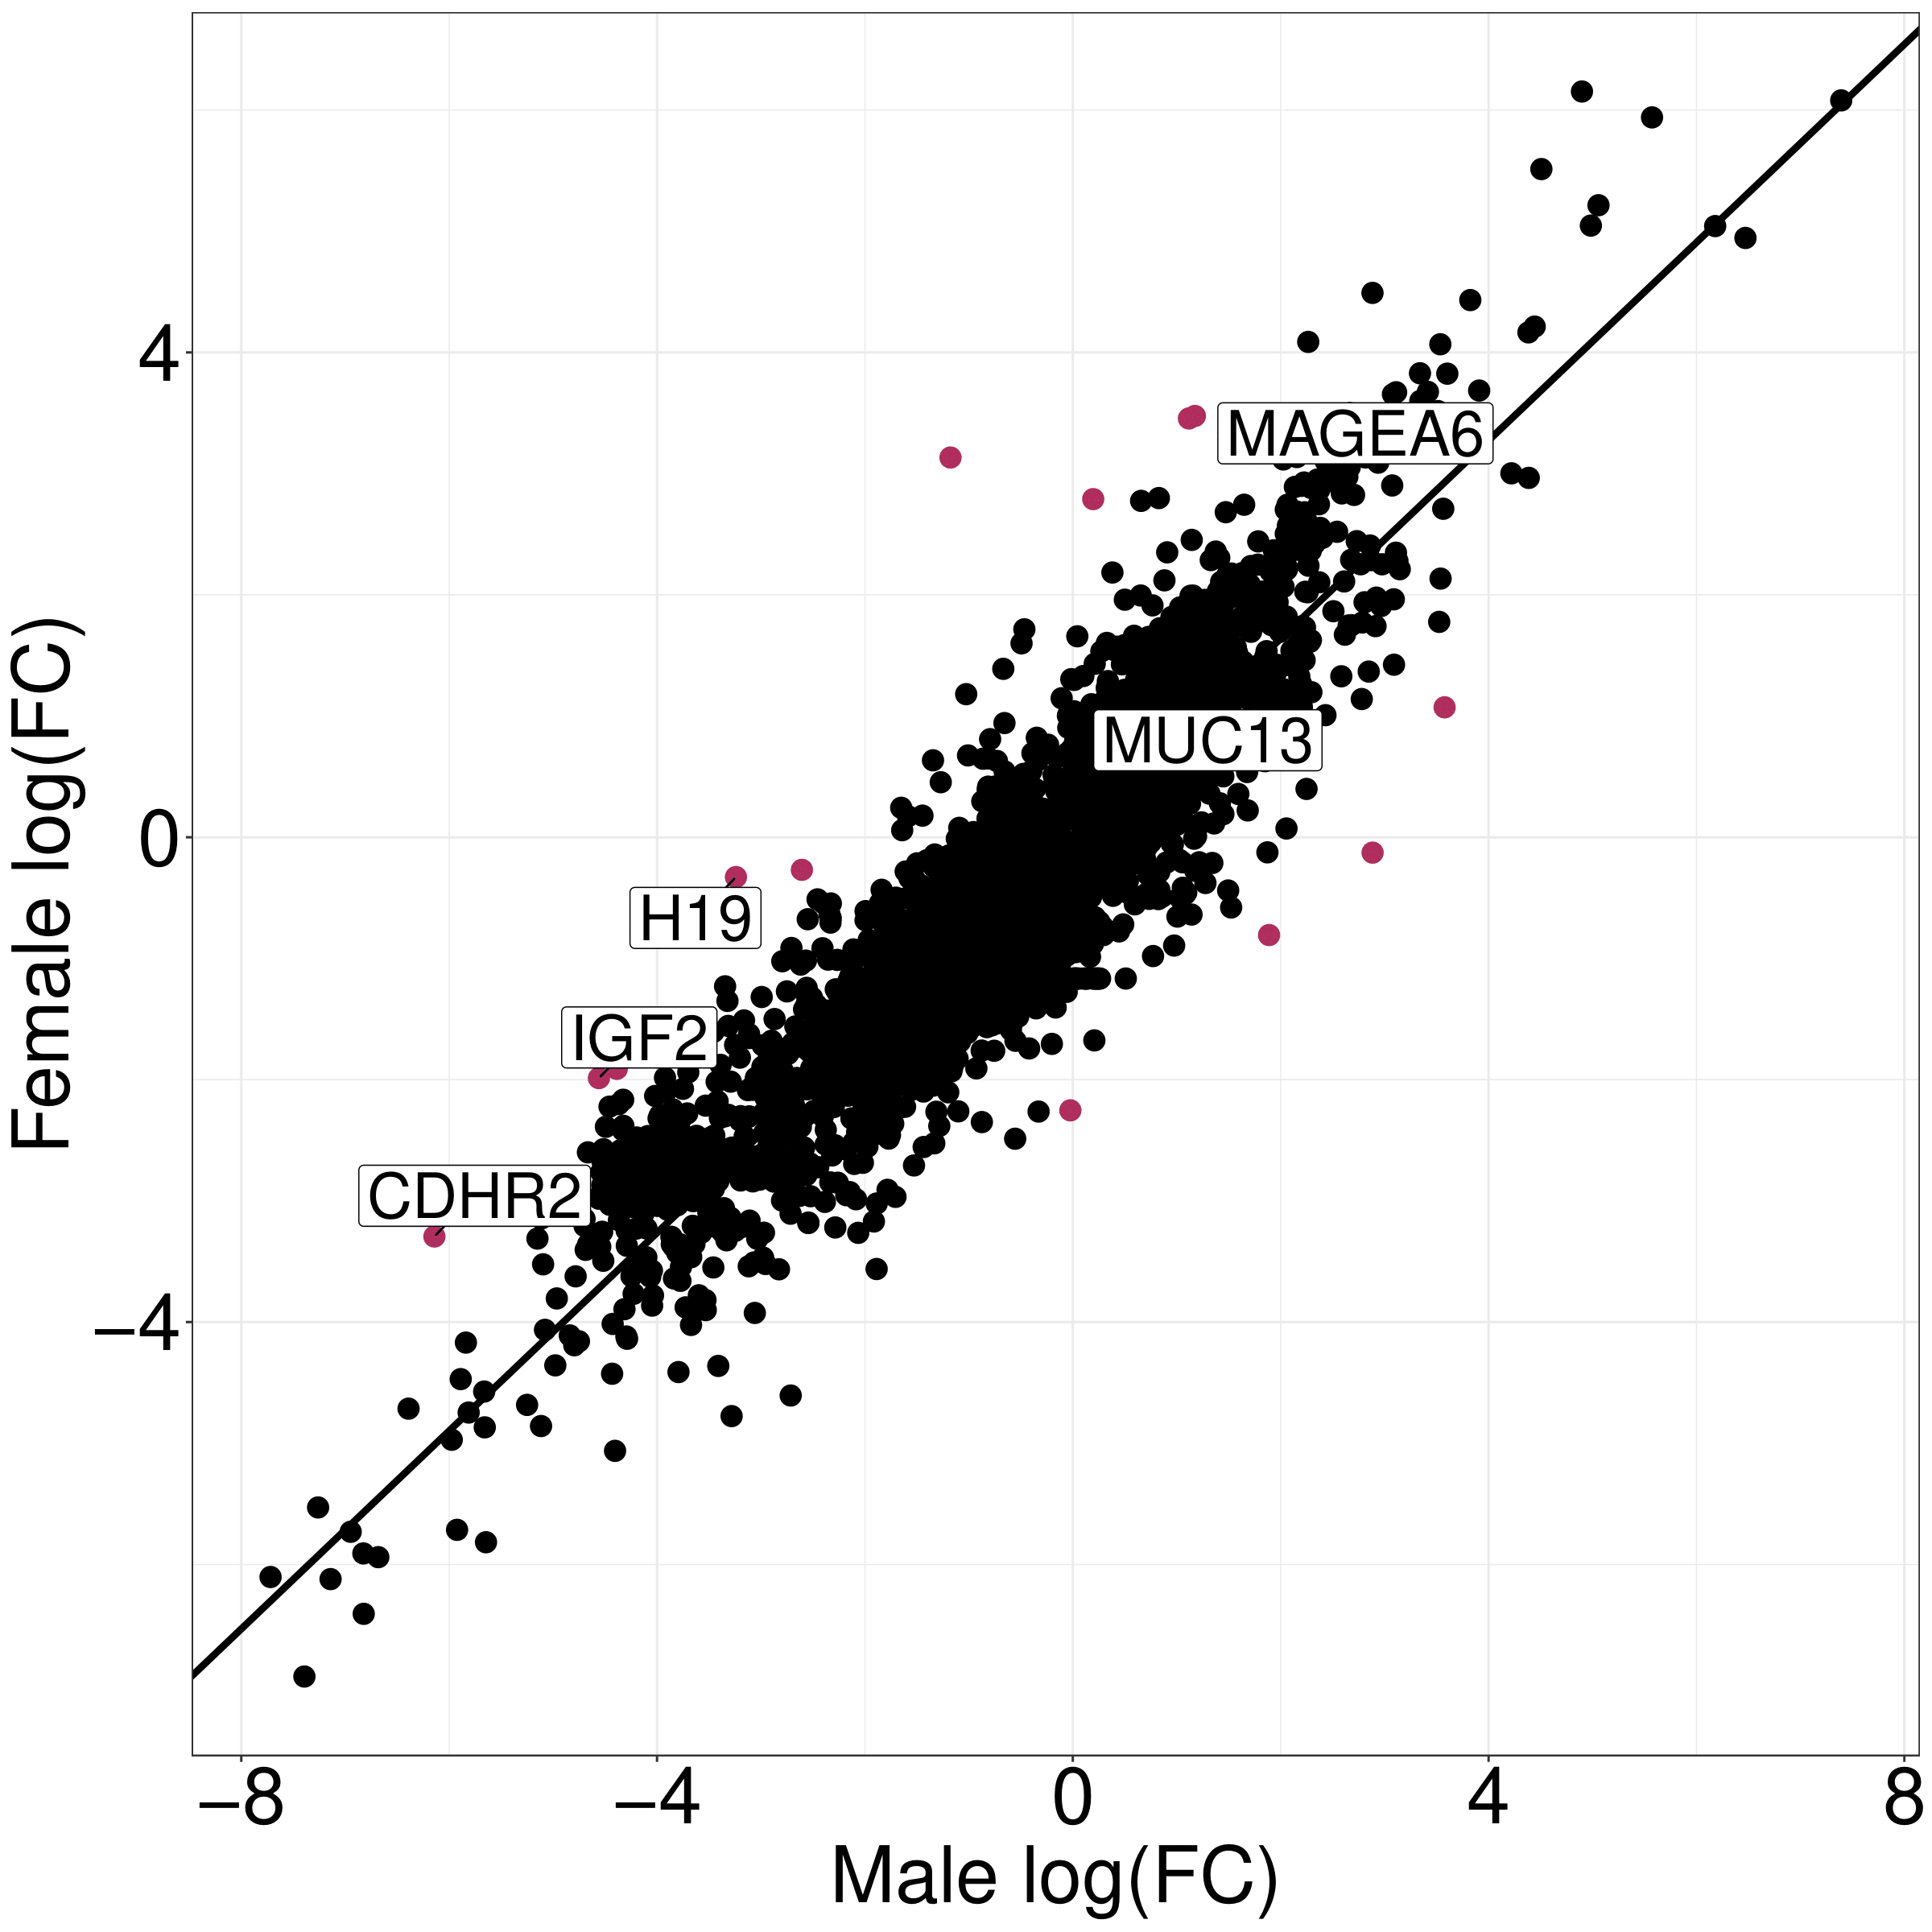 Female log(FC)
4
0
−4
MAGEA6
MUC13
H19
IGF2
CDHR2
−8
−4
0
4
8
Male log(FC)